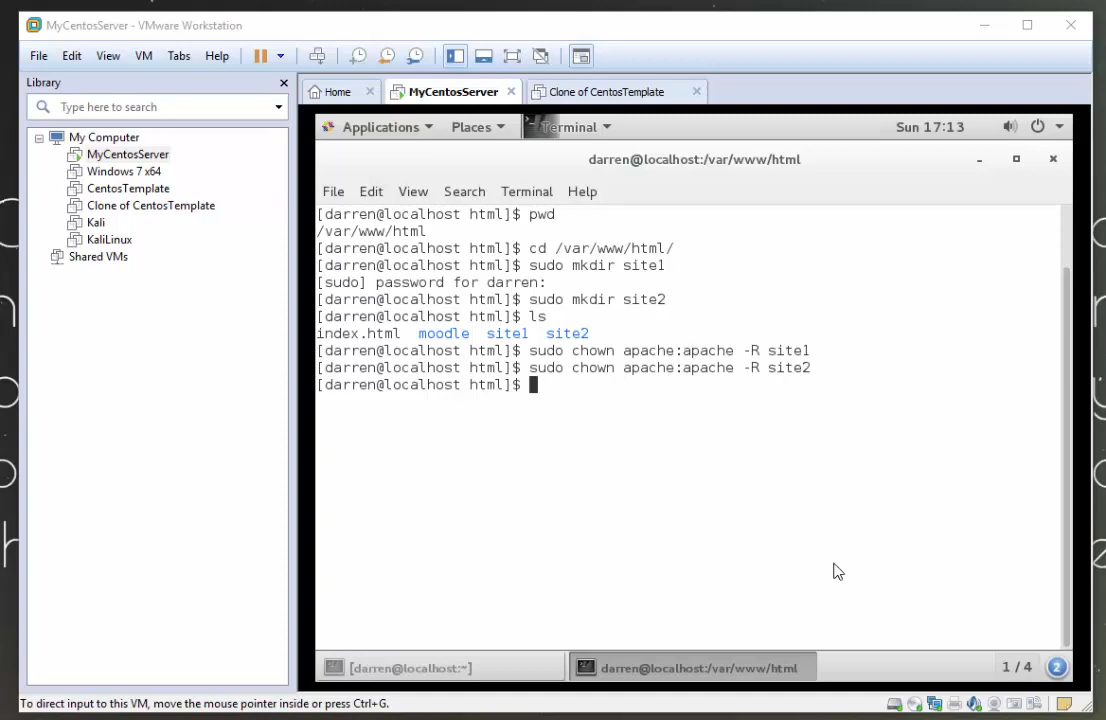 MyCentosServer - VMware Workstation
File Edit View VM Tabs Help
Library
Type here to search
My Computer
MyCentosServer
Windows 7 x64
CentosTemplate
Clone of CentosTemplate
Kali
KaliLinux
Shared VMs
Home MyCentosServer Clone of CentosTemplate
Applications Places Terminal Sun 17:13
darren@localhost:/var/www/html
File Edit View Search Terminal Help
[darren@localhost html]$ pwd
/var/www/html
[darren@localhost html]$ cd /var/www/html/
[darren@localhost html]$ sudo mkdir site1
[sudo] password for darren:
[darren@localhost html]$ sudo mkdir site2
[darren@localhost html]$ ls
index.html moodle site1 site2
[darren@localhost html]$ sudo chown apache:apache -R site1
[darren@localhost html]$ sudo chown apache:apache -R site2
[darren@localhost html]$
[darren@localhost:~] darren@localhost:/var/www/html 1 / 4 2
To direct input to this VM, move the mouse pointer inside or press Ctrl+G.